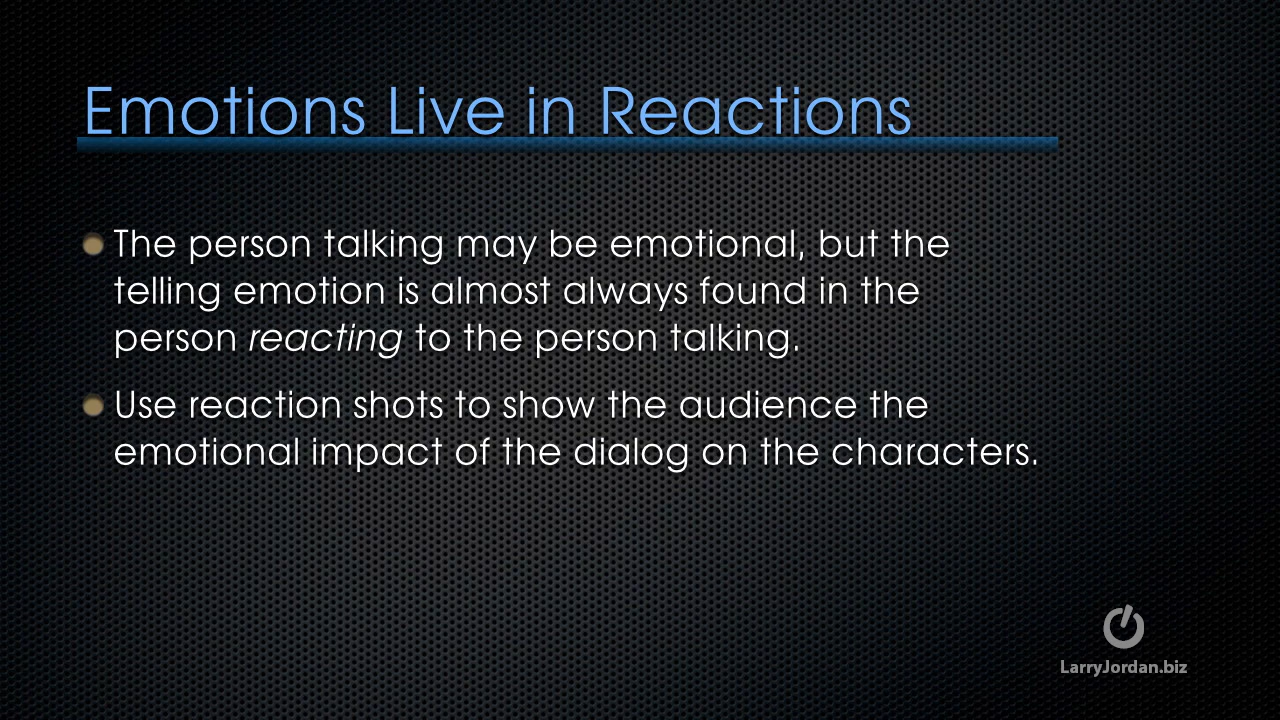 Emotions Live in Reactions
The person talking may be emotional, but the
telling emotion is almost always found in the
person reacting to the person talking.
Use reaction shots to show the audience the
emotional impact of the dialog on the characters.
LarryJordan.biz